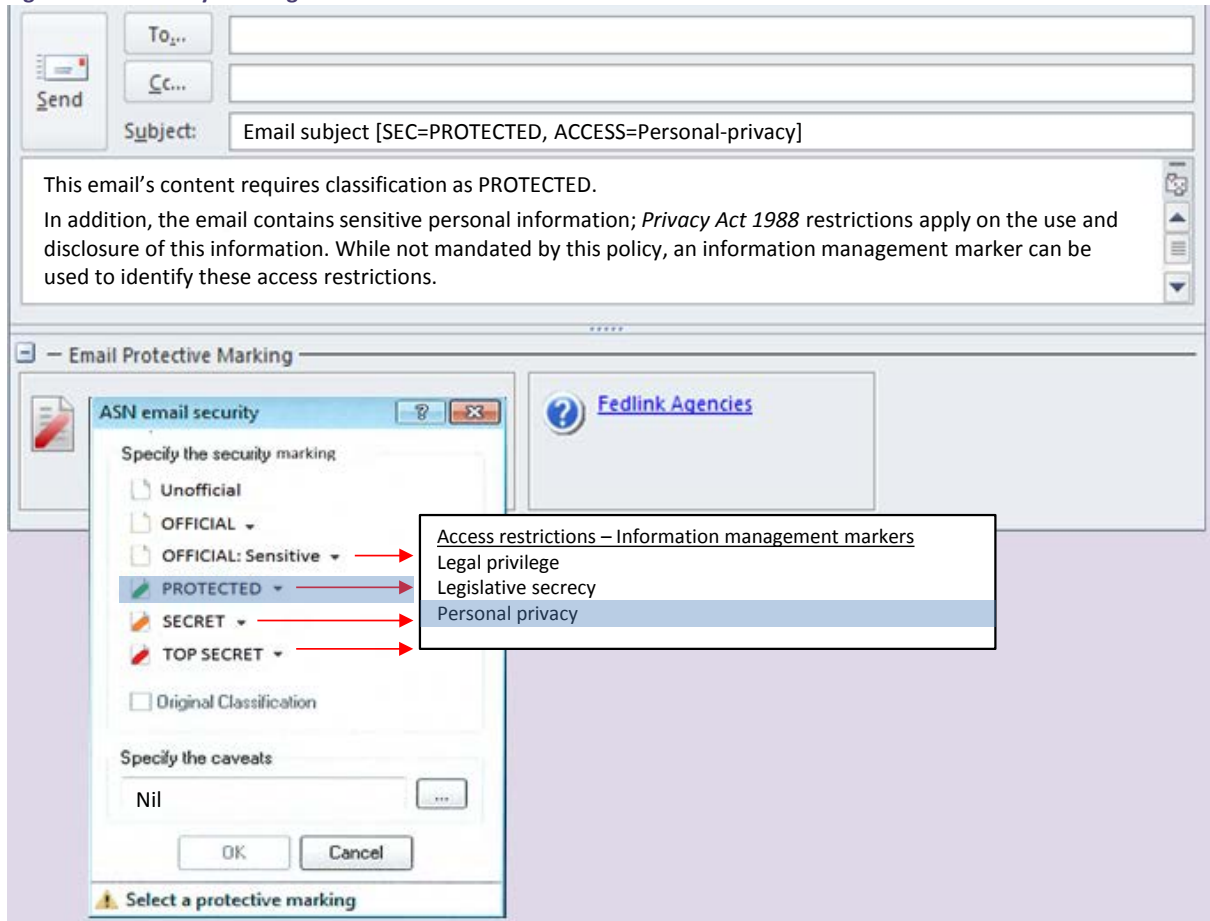 To...
Cc...
Send
Subject:
Email subject [SEC=PROTECTED, ACCESS=Personal-privacy]
This email's content requires classification as PROTECTED.
In addition, the email contains sensitive personal information; Privacy Act 1988 restrictions apply on the use and
disclosure of this information. While not mandated by this policy, an information management marker can be
used to identify these access restrictions.
Email Protective Marking
ASN email security
Fedlink Agencies
Specify the security marking
Unofficial
OFFICIAL
OFFICIAL: Sensitive
PROTECTED
SECRET
TOP SECRET
Access restrictions – Information management markers
Legal privilege
Legislative secrecy
Personal privacy
Original Classification
Specify the caveats
Nil
...
OK
Cancel
Select a protective marking